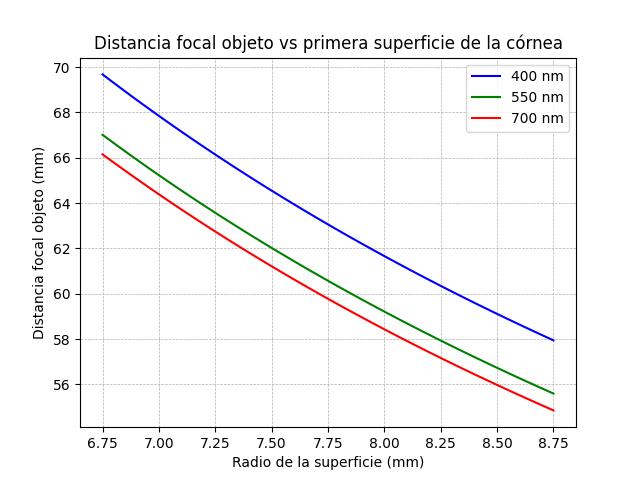 Distancia focal objeto vs primera superficie de la córnea
400 nm
550 nm
700 nm
Distancia focal objeto (mm)
70
68
66
64
62
60
58
56
6.75 7.00 7.25 7.50 7.75 8.00 8.25 8.50 8.75
Radio de la superficie (mm)